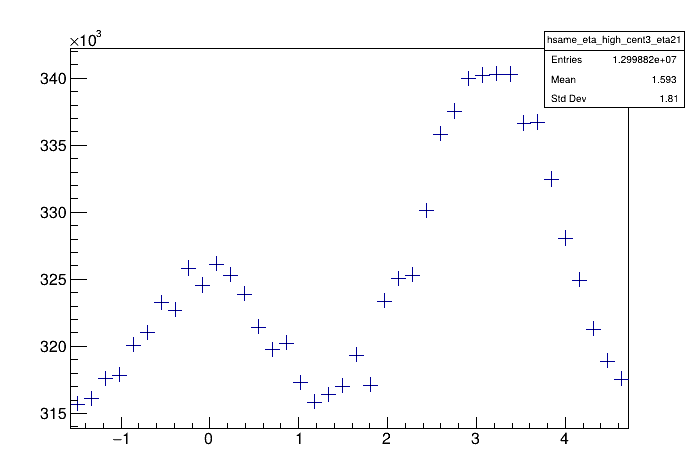 ×10³
hsame_eta_high_cent3_eta21
Entries 1.299882e+07
Mean 1.593
Std Dev 1.81
340
335
330
325
320
315
−1 0 1 2 3 4